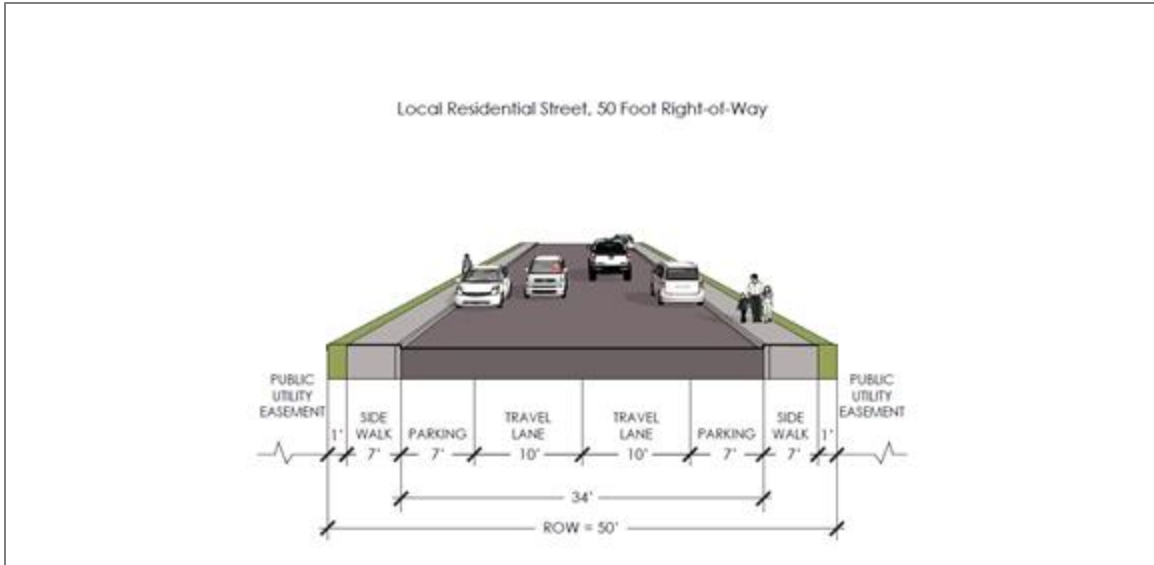 Local Residential Street, 50 Foot Right-of-Way
PUBLIC
UTILITY
EASEMENT
1'
SIDE
WALK
7'
PARKING
7'
TRAVEL
LANE
10'
TRAVEL
LANE
10'
PARKING
7'
SIDE
WALK
7'
1'
PUBLIC
UTILITY
EASEMENT
34'
ROW = 50'